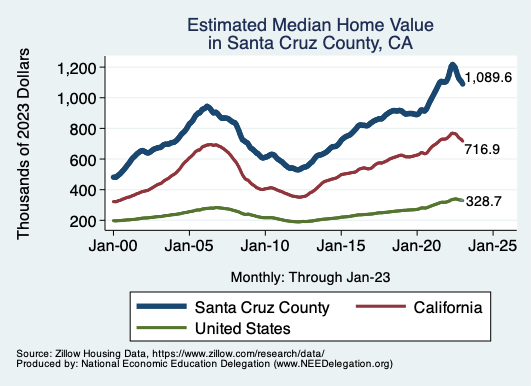 Estimated Median Home Value
in Santa Cruz County, CA
Thousands of 2023 Dollars
1,200
1,000
800
600
400
200
1,089.6
716.9
328.7
Jan-00
Jan-05
Jan-10
Jan-15
Jan-20
Jan-25
Monthly: Through Jan-23
Santa Cruz County
California
United States
Source: Zillow Housing Data, https://www.zillow.com/research/data/
Produced by: National Economic Education Delegation (www.NEEDelegation.org)